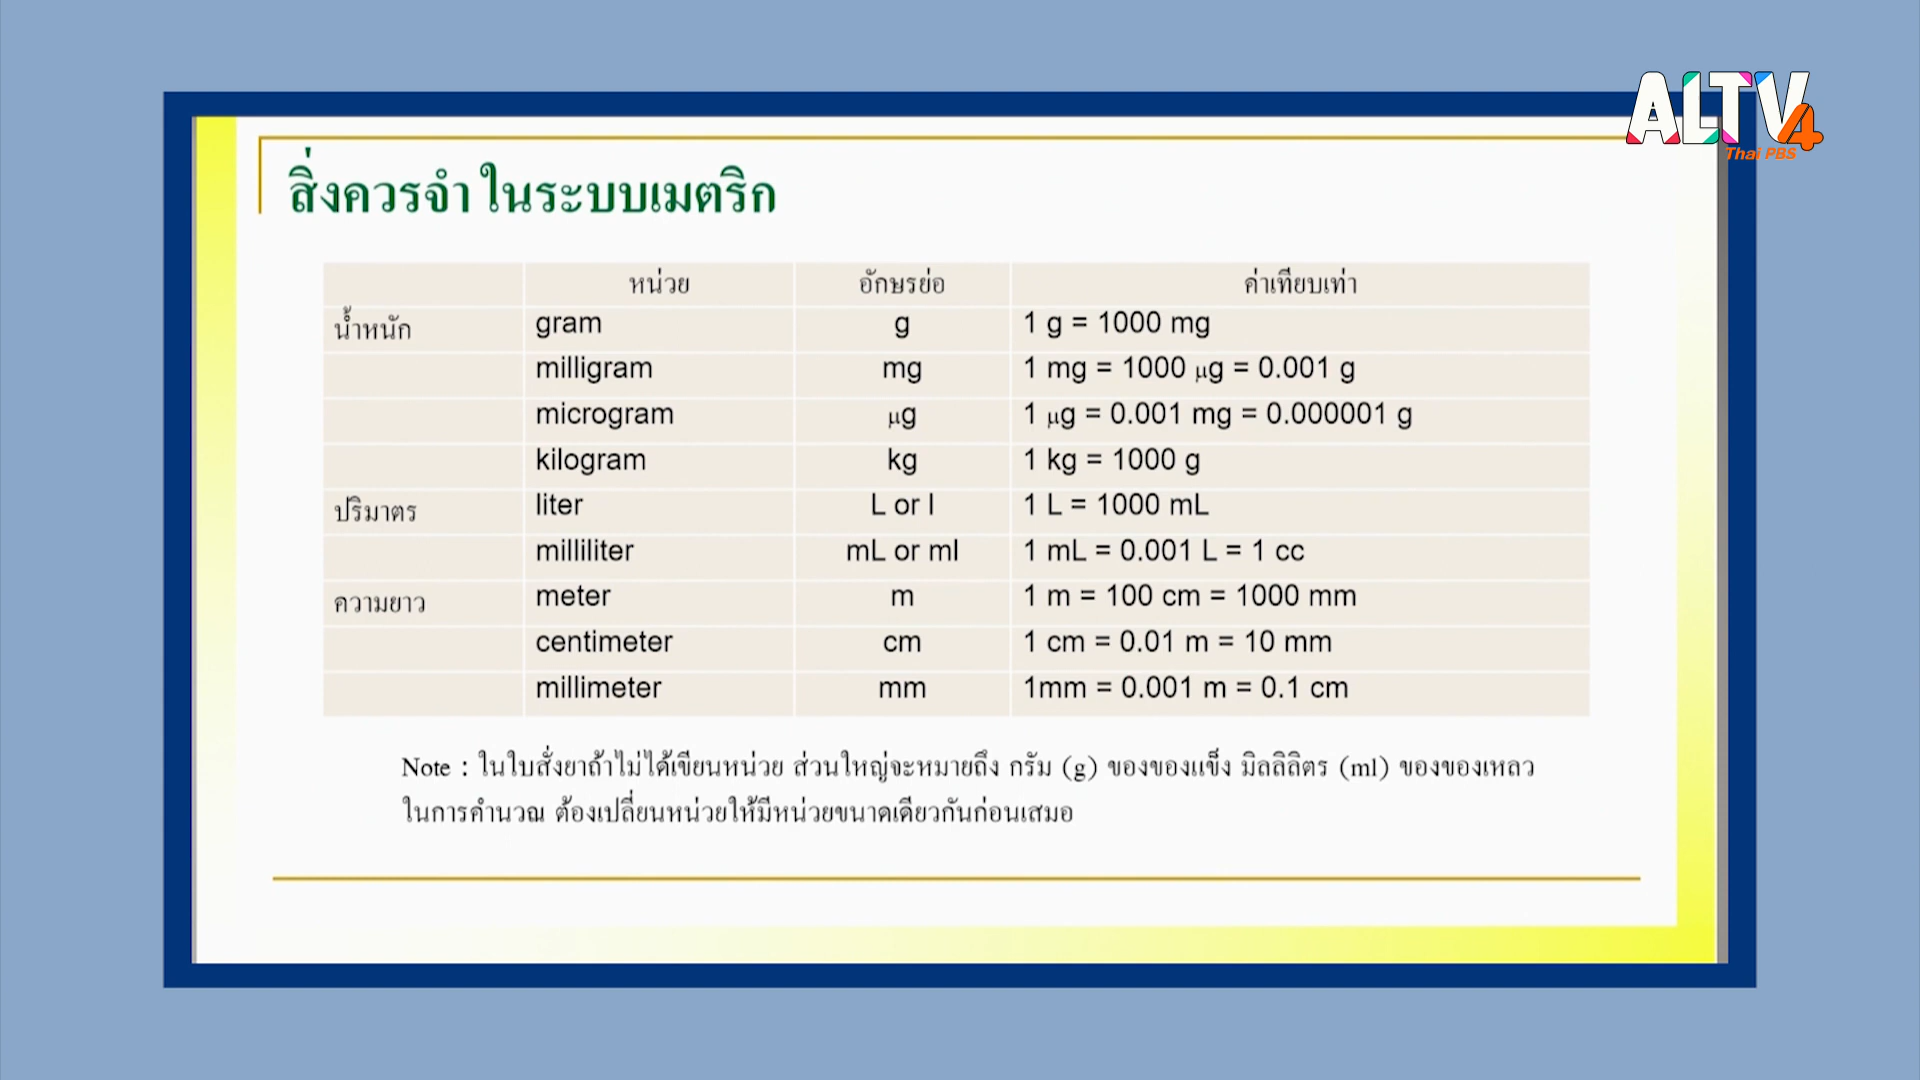 ALTV4
Thai PBS
สิ่งควรจำ ในระบบเมตริก
หน่วย อักษรย่อ ค่าเทียบเท่า
น้ำหนัก gram g 1 g = 1000 mg
milligram mg 1 mg = 1000 µg = 0.001 g
microgram µg 1 µg = 0.001 mg = 0.000001 g
kilogram kg 1 kg = 1000 g
ปริมาตร liter L or l 1 L = 1000 mL
milliliter mL or ml 1 mL = 0.001 L = 1 cc
ความยาว meter m 1 m = 100 cm = 1000 mm
centimeter cm 1 cm = 0.01 m = 10 mm
millimeter mm 1mm = 0.001 m = 0.1 cm
Note : ในใบสั่งยาถ้าไม่ได้เขียนหน่วย ส่วนใหญ่จะหมายถึง กรัม (g) ของของแข็ง มิลลิลิตร (ml) ของของเหลว
ในการคำนวณ ต้องเปลี่ยนหน่วยให้มีหน่วยขนาดเดียวกันก่อนเสมอ